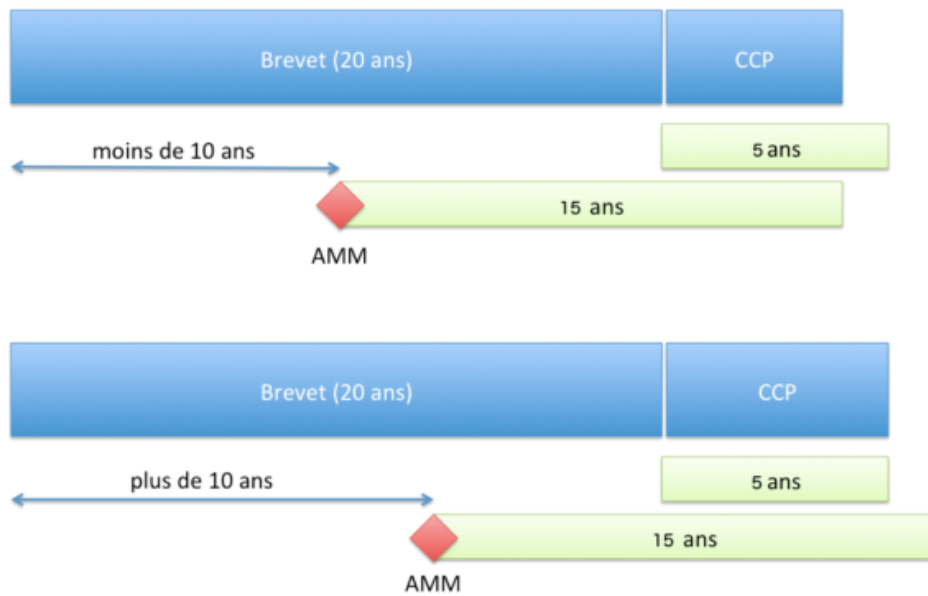 Brevet (20 ans)
CCP
moins de 10 ans
5 ans
15 ans
AMM
Brevet (20 ans)
CCP
plus de 10 ans
5 ans
15 ans
AMM